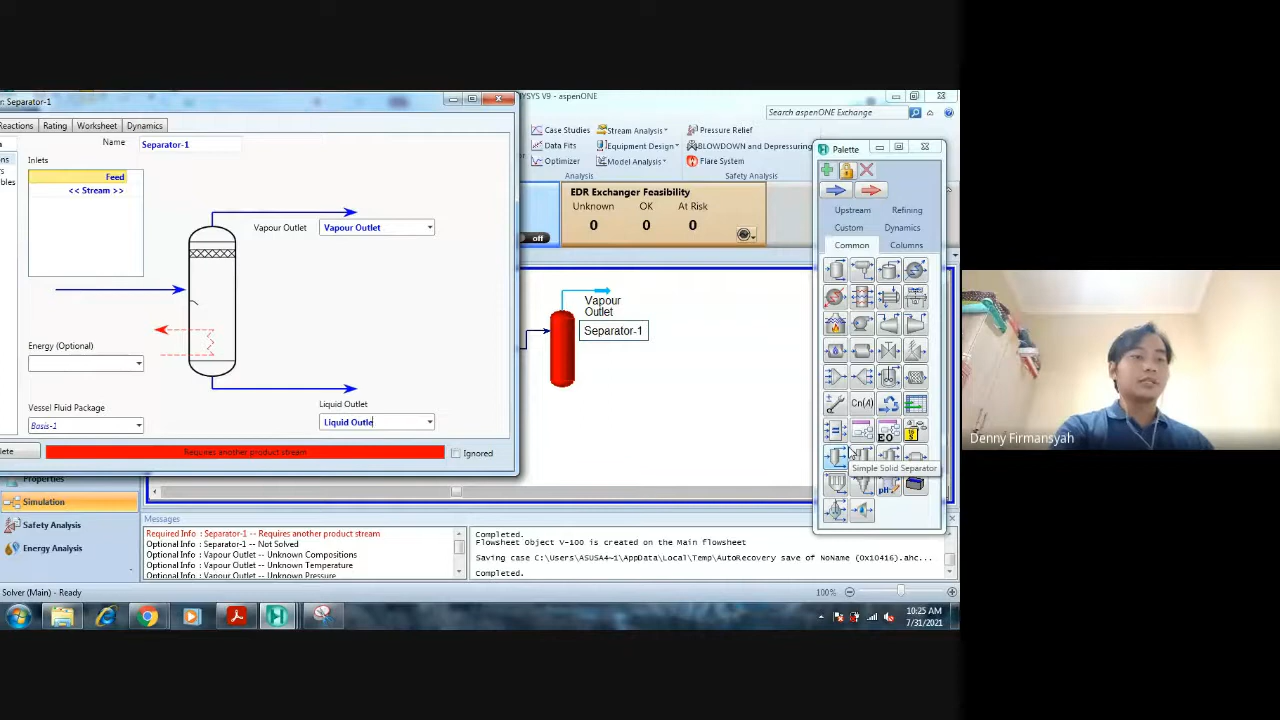 r: Separator-1
YSYS V9 - aspenONE
Search aspenONE Exchange
Reactions
Rating
Worksheet
Dynamics
Name
Separator-1
Inlets
Feed
<< Stream >>
Vapour Outlet
Vapour Outlet
Energy (Optional)
Vessel Fluid Package
Basis-1
Liquid Outlet
Liquid Outle
lete
Requires another product stream
Ignored
Case Studies
Stream Analysis
Pressure Relief
Data Fits
Equipment Design
BLOWDOWN and Depressuring
Optimizer
Model Analysis
Flare System
Analysis
Safety Analysis
EDR Exchanger Feasibility
Unknown
OK
At Risk
0
0
0
off
Vapour
Outlet
Separator-1
Palette
Upstream
Refining
Custom
Dynamics
Common
Columns
Cn(A)
EO
pH
Simple Solid Separator
Properties
Simulation
Safety Analysis
Energy Analysis
Messages
Required Info : Separator-1 -- Requires another product stream
Optional Info : Separator-1 -- Not Solved
Optional Info : Vapour Outlet -- Unknown Compositions
Optional Info : Vapour Outlet -- Unknown Temperature
Optional Info : Vapour Outlet -- Unknown Pressure
Completed.
Flowsheet Object V-100 is created on the Main flowsheet
Saving case C:\Users\ASUSA4~1\AppData\Local\Temp\AutoRecovery save of NoName (0X10416).ahc...
Completed.
Solver (Main) - Ready
100%
10:25 AM
7/31/2021
Denny Firmansyah